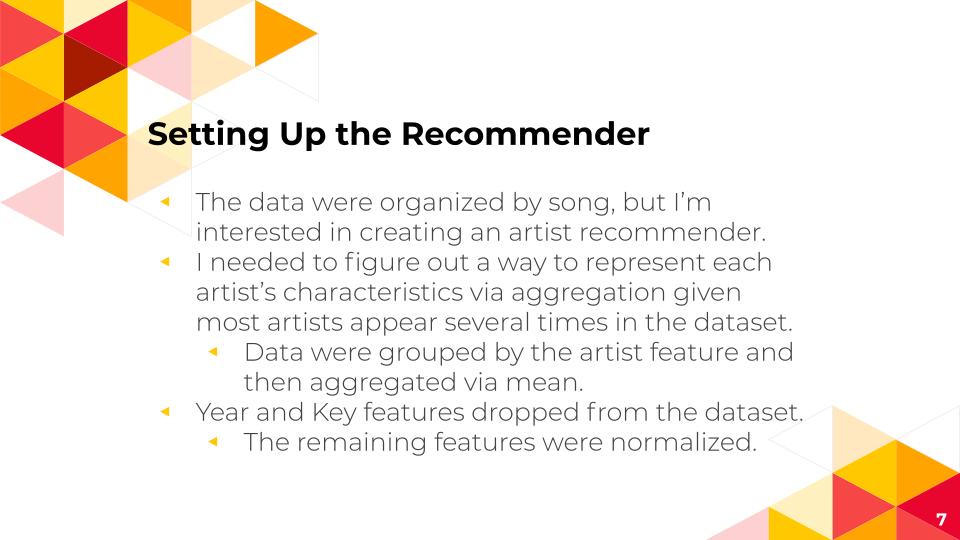 Setting Up the Recommender
The data were organized by song, but I’m
interested in creating an artist recommender.
I needed to figure out a way to represent each
artist’s characteristics via aggregation given
most artists appear several times in the dataset.
Data were grouped by the artist feature and
then aggregated via mean.
Year and Key features dropped from the dataset.
The remaining features were normalized.
7